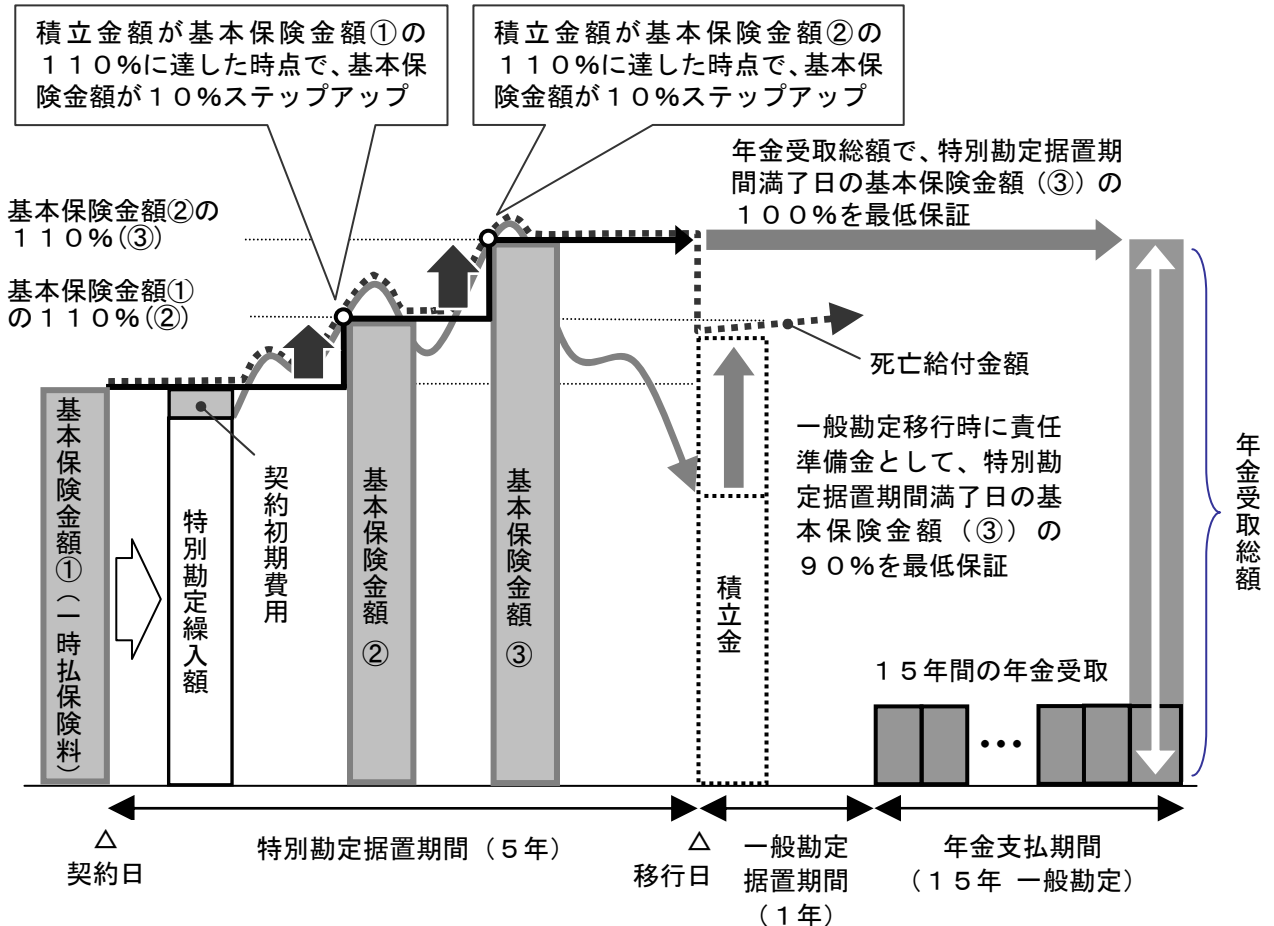 積立金額が基本保険金額①の
１１０％に達した時点で、基本保
険金額が１０％ステップアップ
積立金額が基本保険金額②の
１１０％に達した時点で、基本保
険金額が１０％ステップアップ
年金受取総額で、特別勘定据置期
間満了日の基本保険金額（③）の
１００％を最低保証
基本保険金額②の
１１０％(③)
基本保険金額①
の１１０％(②)
死亡給付金額
一般勘定移行時に責任
準備金として、特別勘
定据置期間満了日の基
本保険金額（③）の
９０％を最低保証
基本保険金額①（一時払保険料）
特別勘定繰入額
契約初期費用
基本保険金額②
基本保険金額③
積立金
年金受取総額
１５年間の年金受取
…
△
契約日
特別勘定据置期間（５年）
△
移行日
一般勘定
据置期間
（１年）
年金支払期間
（１５年 一般勘定）